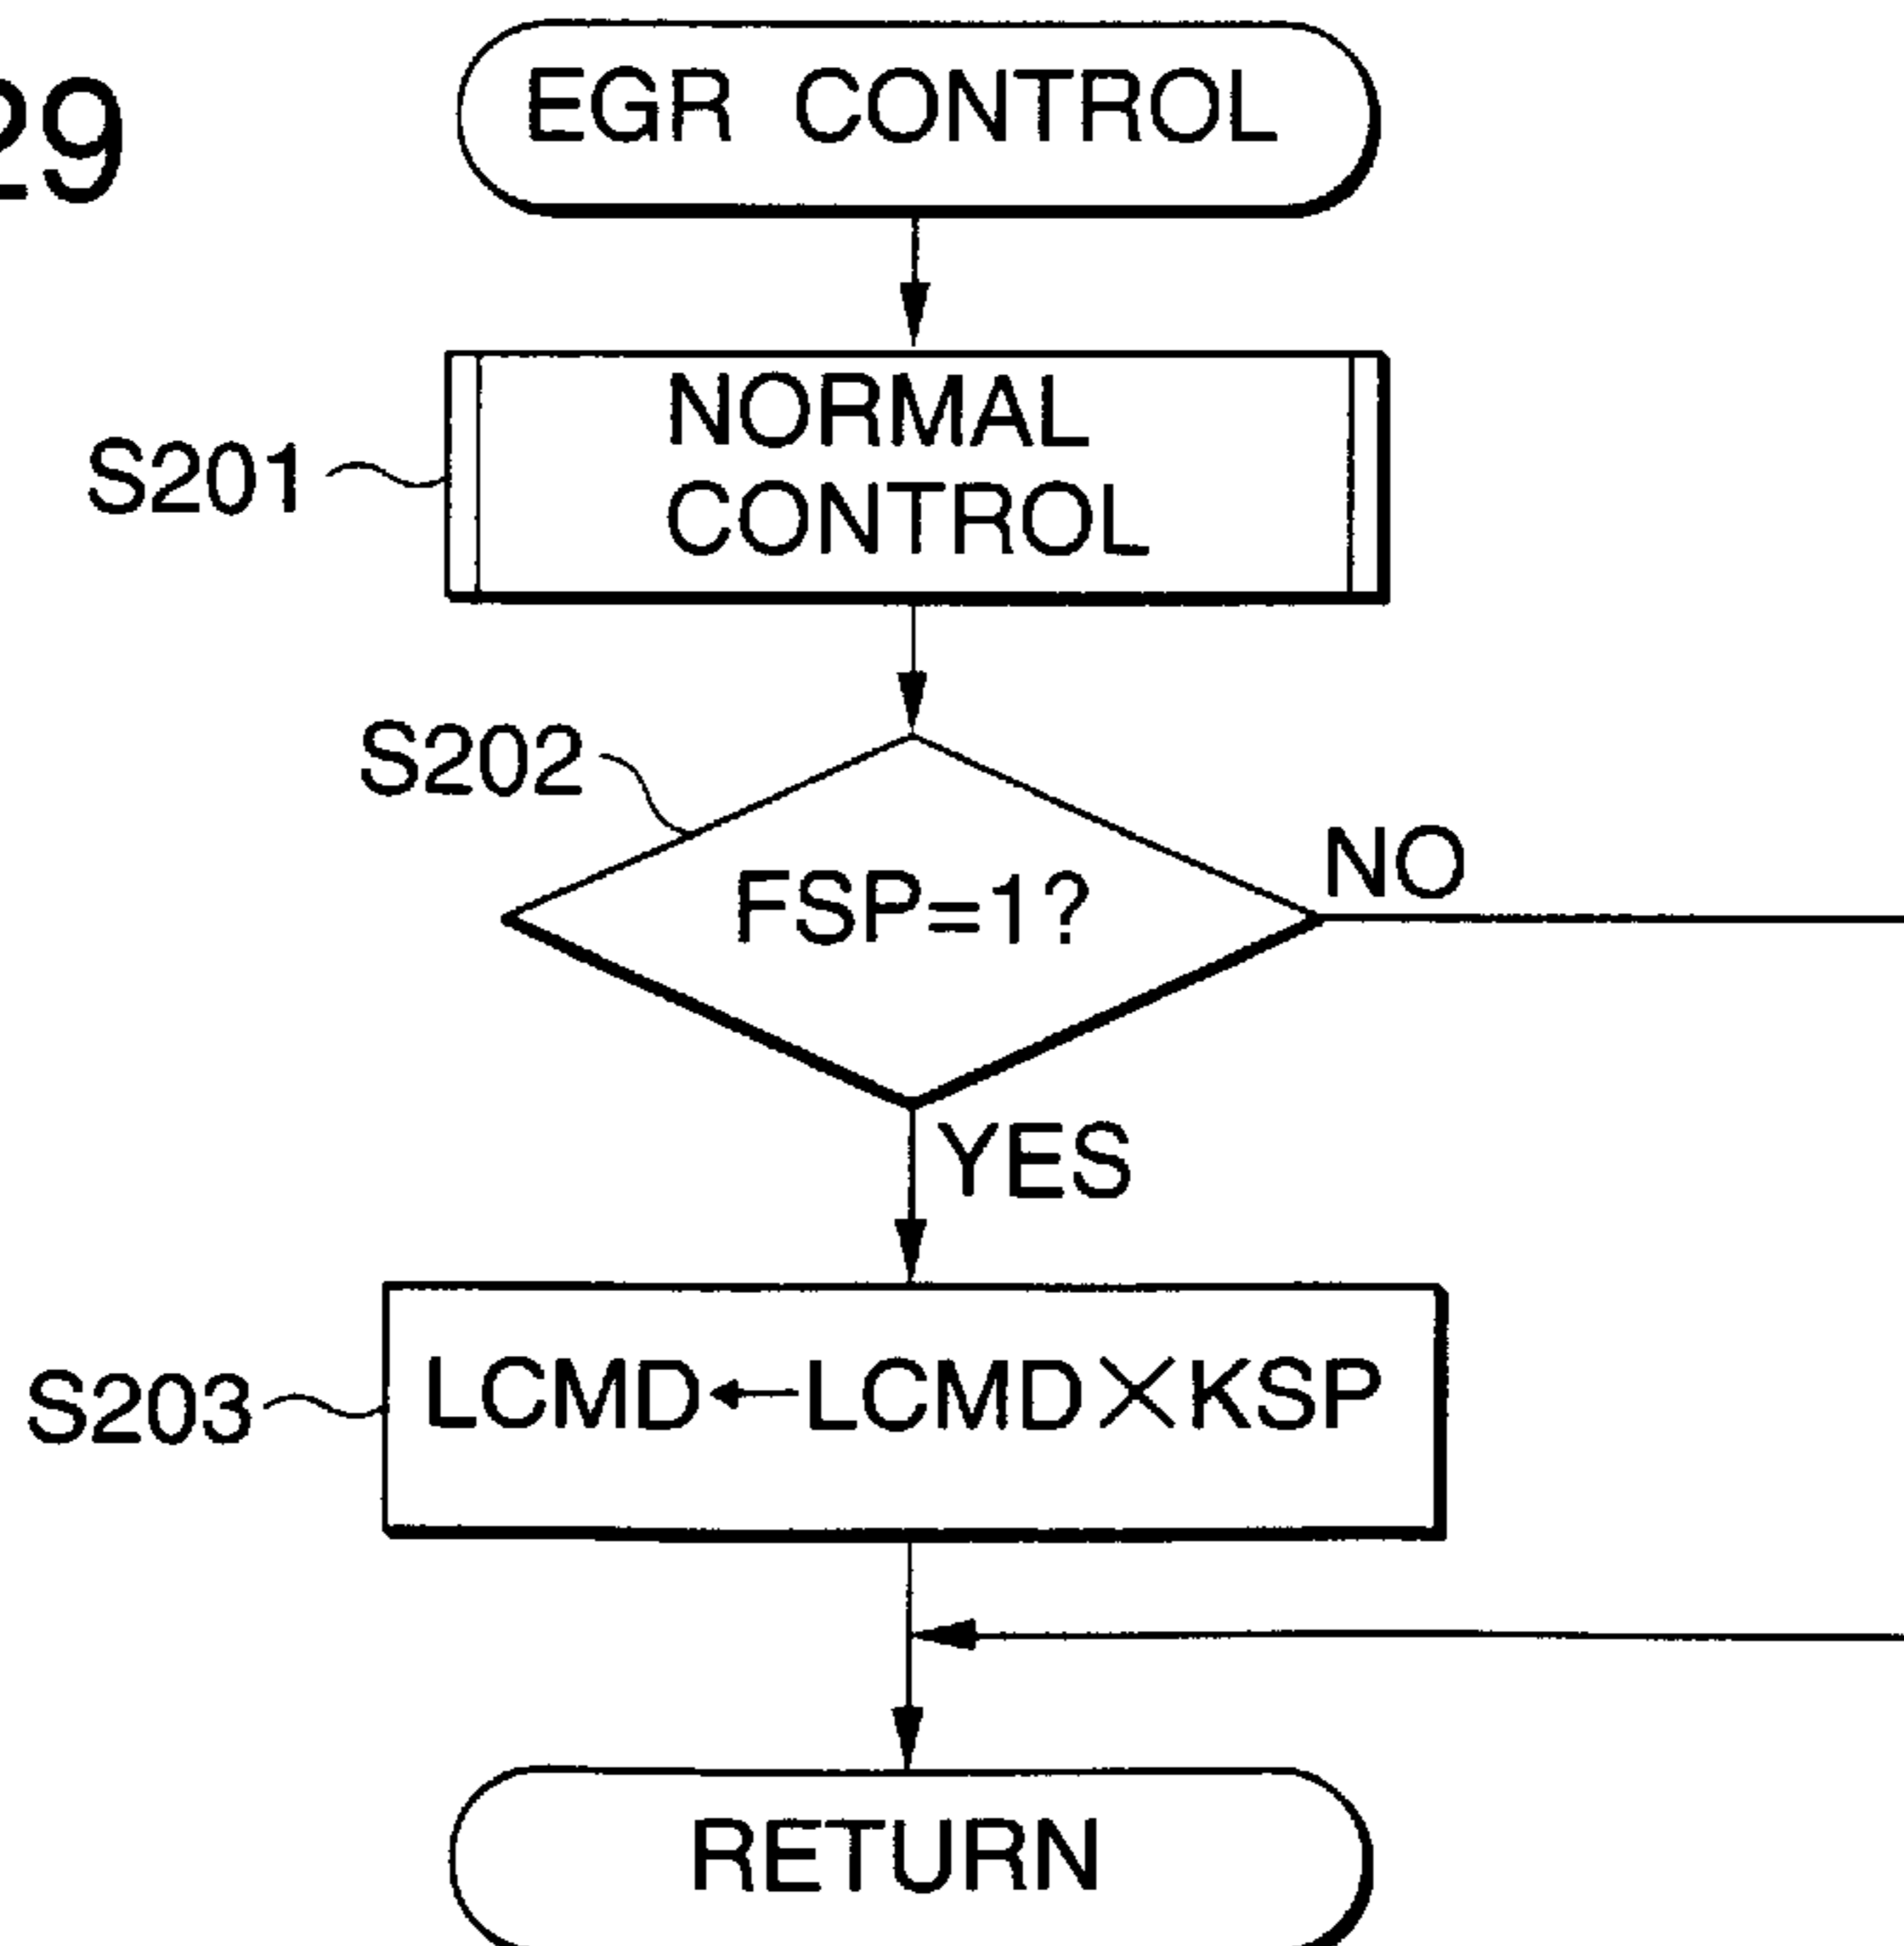 29
EGR CONTROL
S201
NORMAL
CONTROL
S202
FSP=1?
NO
YES
S203
LCMD←LCMD×KSP
RETURN